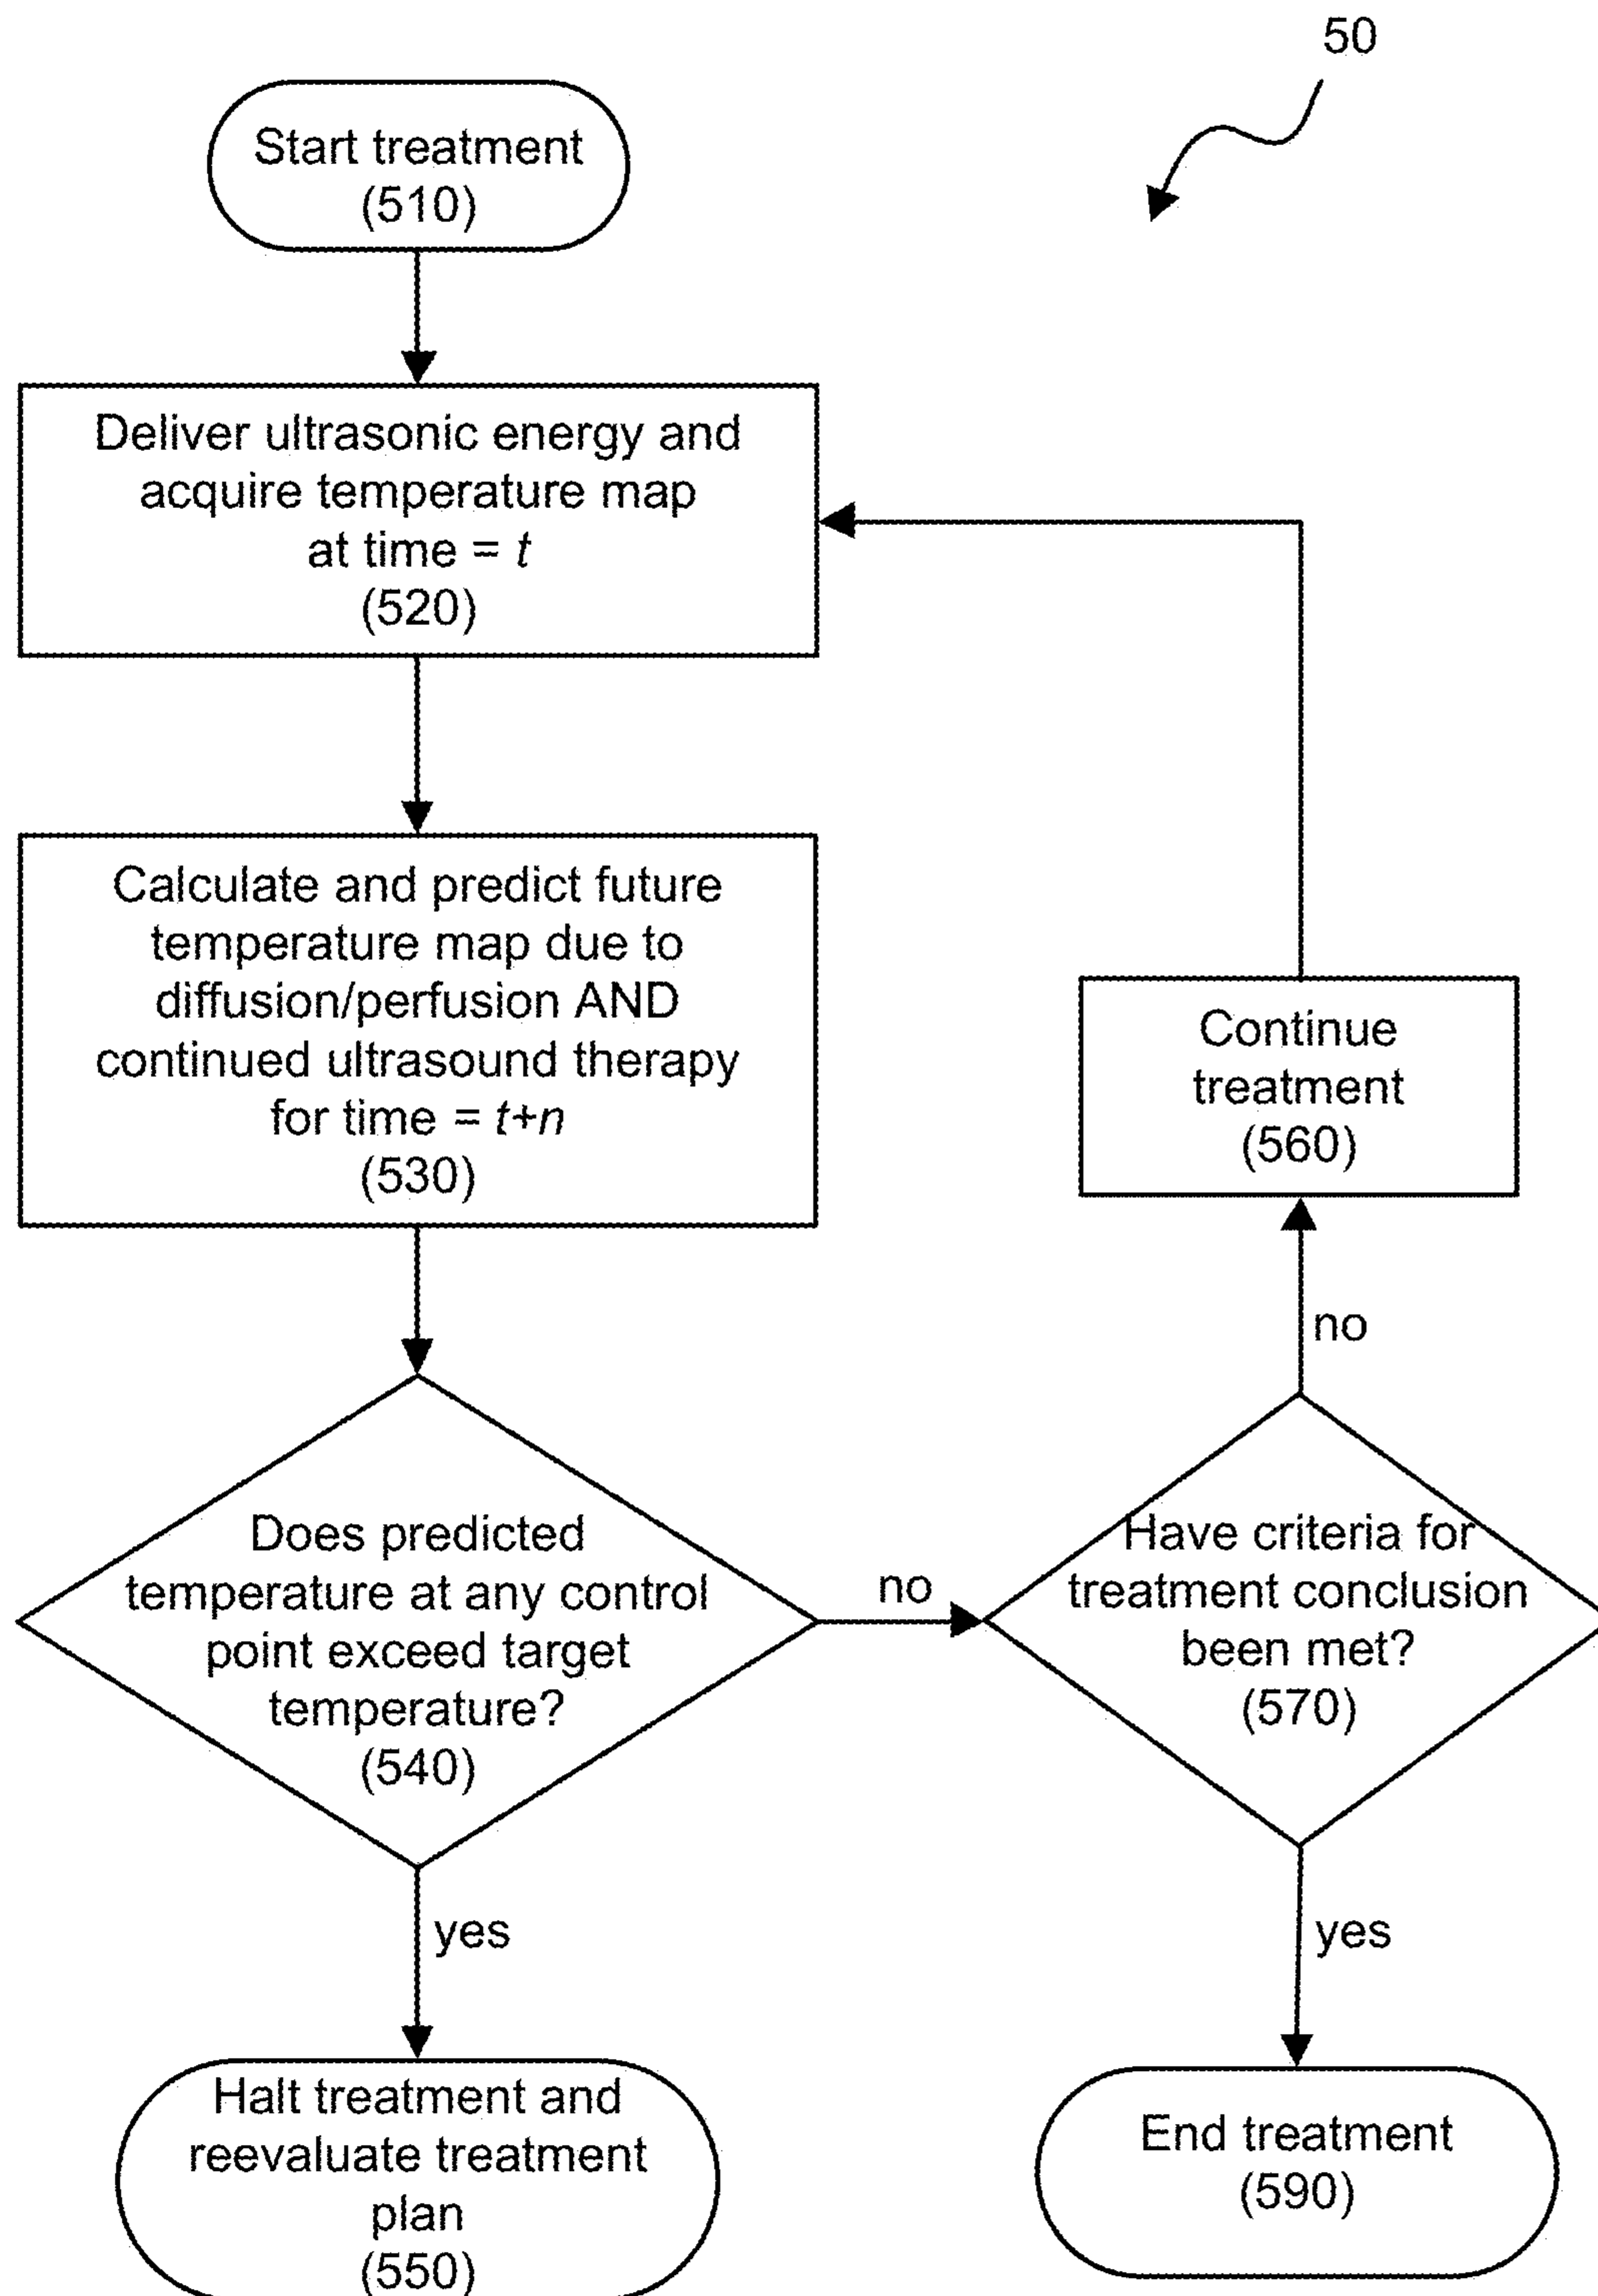 50
Start treatment
(510)
Deliver ultrasonic energy and
acquire temperature map
at time = t
(520)
Calculate and predict future
temperature map due to
diffusion/perfusion AND
continued ultrasound therapy
for time = t+n
(530)
Continue
treatment
(560)
no
Does predicted
temperature at any control
point exceed target
temperature?
(540)
no
Have criteria for
treatment conclusion
been met?
(570)
yes
yes
Halt treatment and
reevaluate treatment
plan
(550)
End treatment
(590)